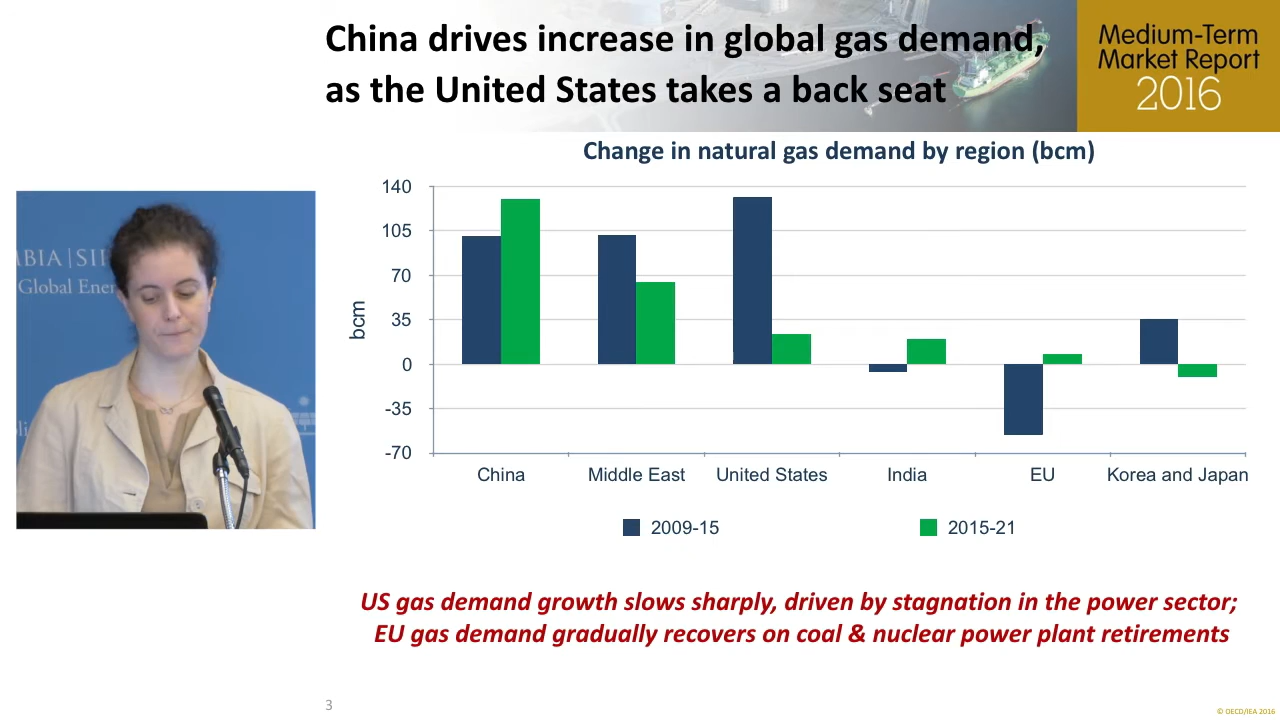 China drives increase in global gas demand,
as the United States takes a back seat
Medium-Term
Market Report
2016
Change in natural gas demand by region (bcm)
140
105
70
35
0
-35
-70
bcm
China
Middle East
United States
India
EU
Korea and Japan
2009-15
2015-21
Global
US gas demand growth slows sharply, driven by stagnation in the power sector;
EU gas demand gradually recovers on coal & nuclear power plant retirements
3
© OECD/IEA 2016